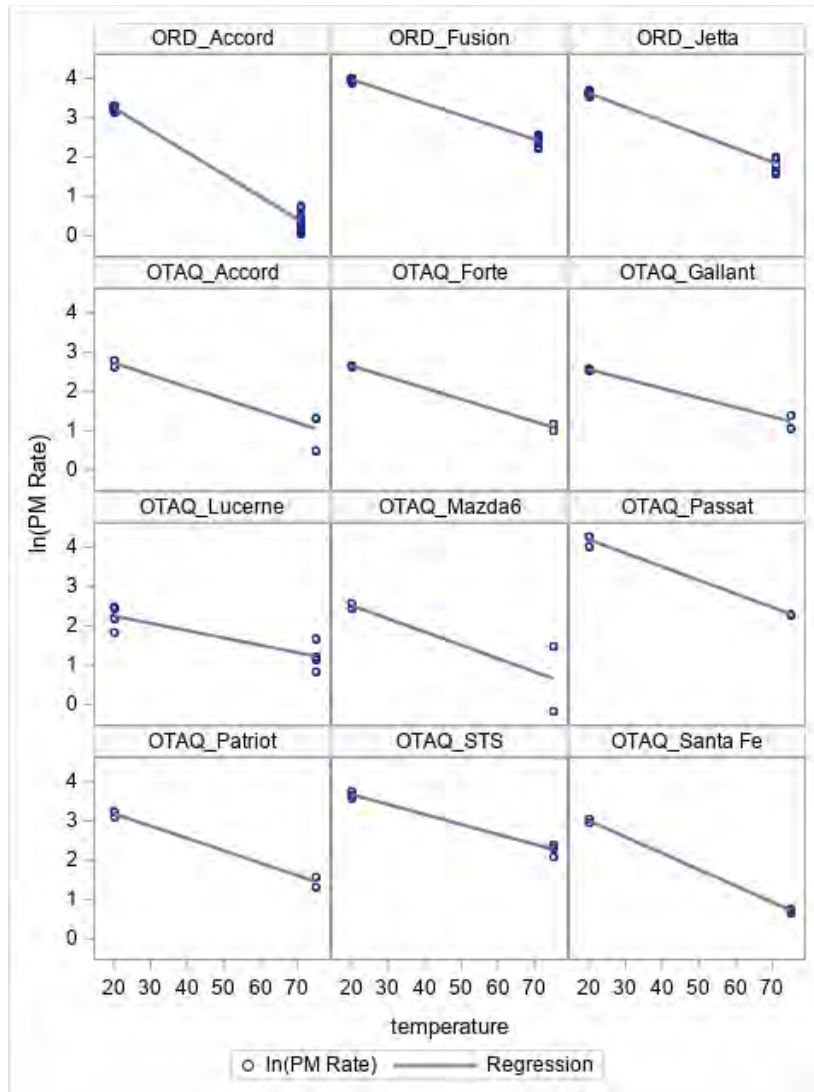 ORD_Accord ORD_Fusion ORD_Jetta
4
3
2
1
0
OTAQ_Accord OTAQ_Forte OTAQ_Gallant
4
3
2
1
0
ln(PM Rate)
OTAQ_Lucerne OTAQ_Mazda6 OTAQ_Passat
4
3
2
1
0
OTAQ_Patriot OTAQ_STS OTAQ_Santa Fe
4
3
2
1
0
20 30 40 50 60 70 20 30 40 50 60 70 20 30 40 50 60 70
temperature
ln(PM Rate) Regression